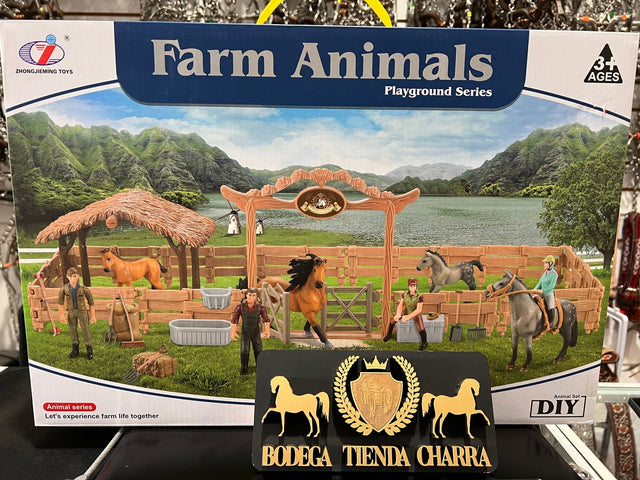 ZHONGJIEMING TOYS
Farm Animals
Playground Series
3+
AGES
Animal series
Let's experience farm life together
Animal Set
DIY
BODEGA TIENDA CHARRA